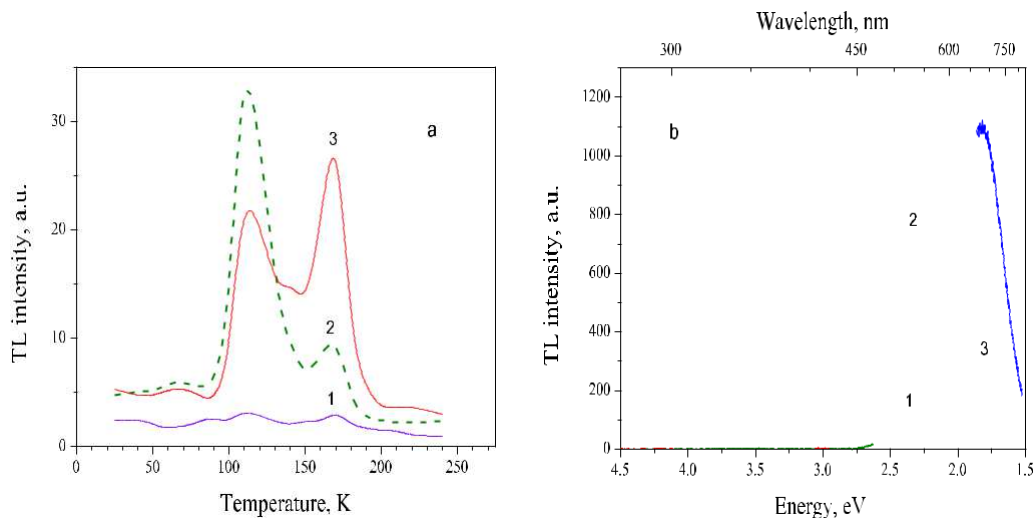 TL intensity, a.u.
30
20
10
0
0 50 100 150 200 250
Temperature, K
a
3
2
1
Wavelength, nm
300 450 600 750
TL intensity, a.u.
1200
1000
800
600
400
200
0
4.5 4.0 3.5 3.0 2.5 2.0 1.5
Energy, eV
b
2
3
1